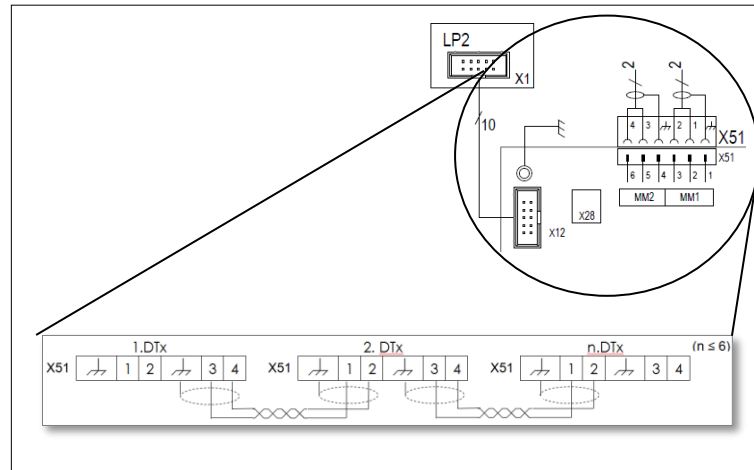 LP2
X1
10
2
2
4 3 2 1
X51
X51
6 5 4 3 2 1
MM2 MM1
X28
X12
1.DTx 2. DTx n.DTx (n ≤ 6)
X51 1 2 3 4 X51 1 2 3 4 X51 1 2 3 4